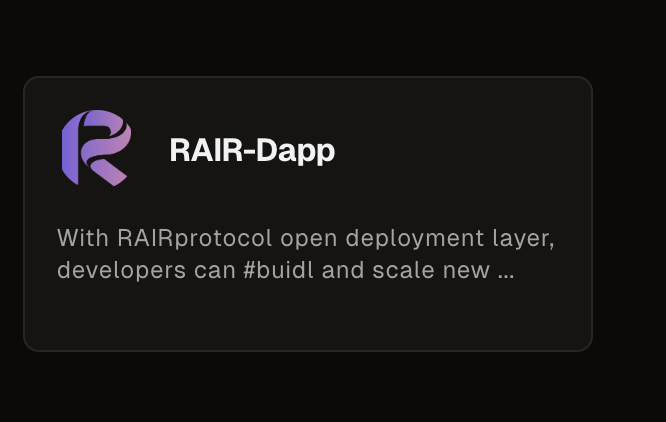 RAIR-Dapp
With RAIRprotocol open deployment layer,
developers can #buidl and scale new ...